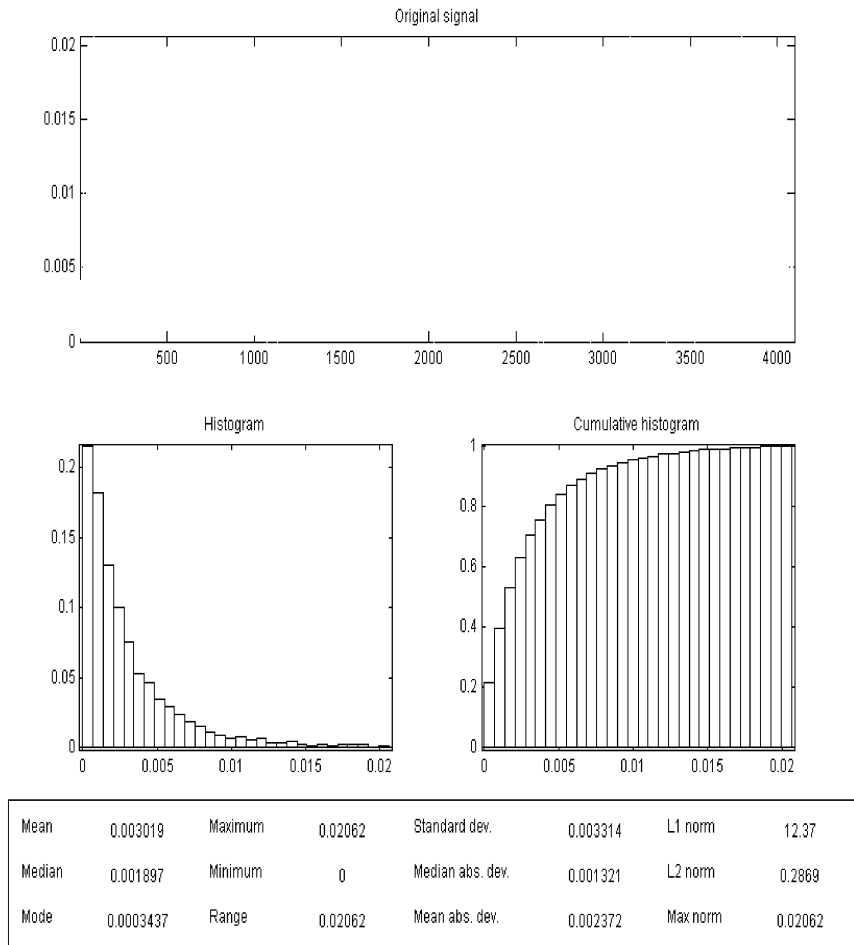 Original signal
0.02
0.015
0.01
0.005
0
500 1000 1500 2000 2500 3000 3500 4000
Histogram
0.2
0.15
0.1
0.05
0
0 0.005 0.01 0.015 0.02
Cumulative histogram
1
0.8
0.6
0.4
0.2
0
0 0.005 0.01 0.015 0.02
Mean 0.003019 Maximum 0.02062 Standard dev. 0.003314 L1 norm 12.37
Median 0.001897 Minimum 0 Median abs. dev. 0.001321 L2 norm 0.2869
Mode 0.0003437 Range 0.02062 Mean abs. dev. 0.002372 Max norm 0.02062